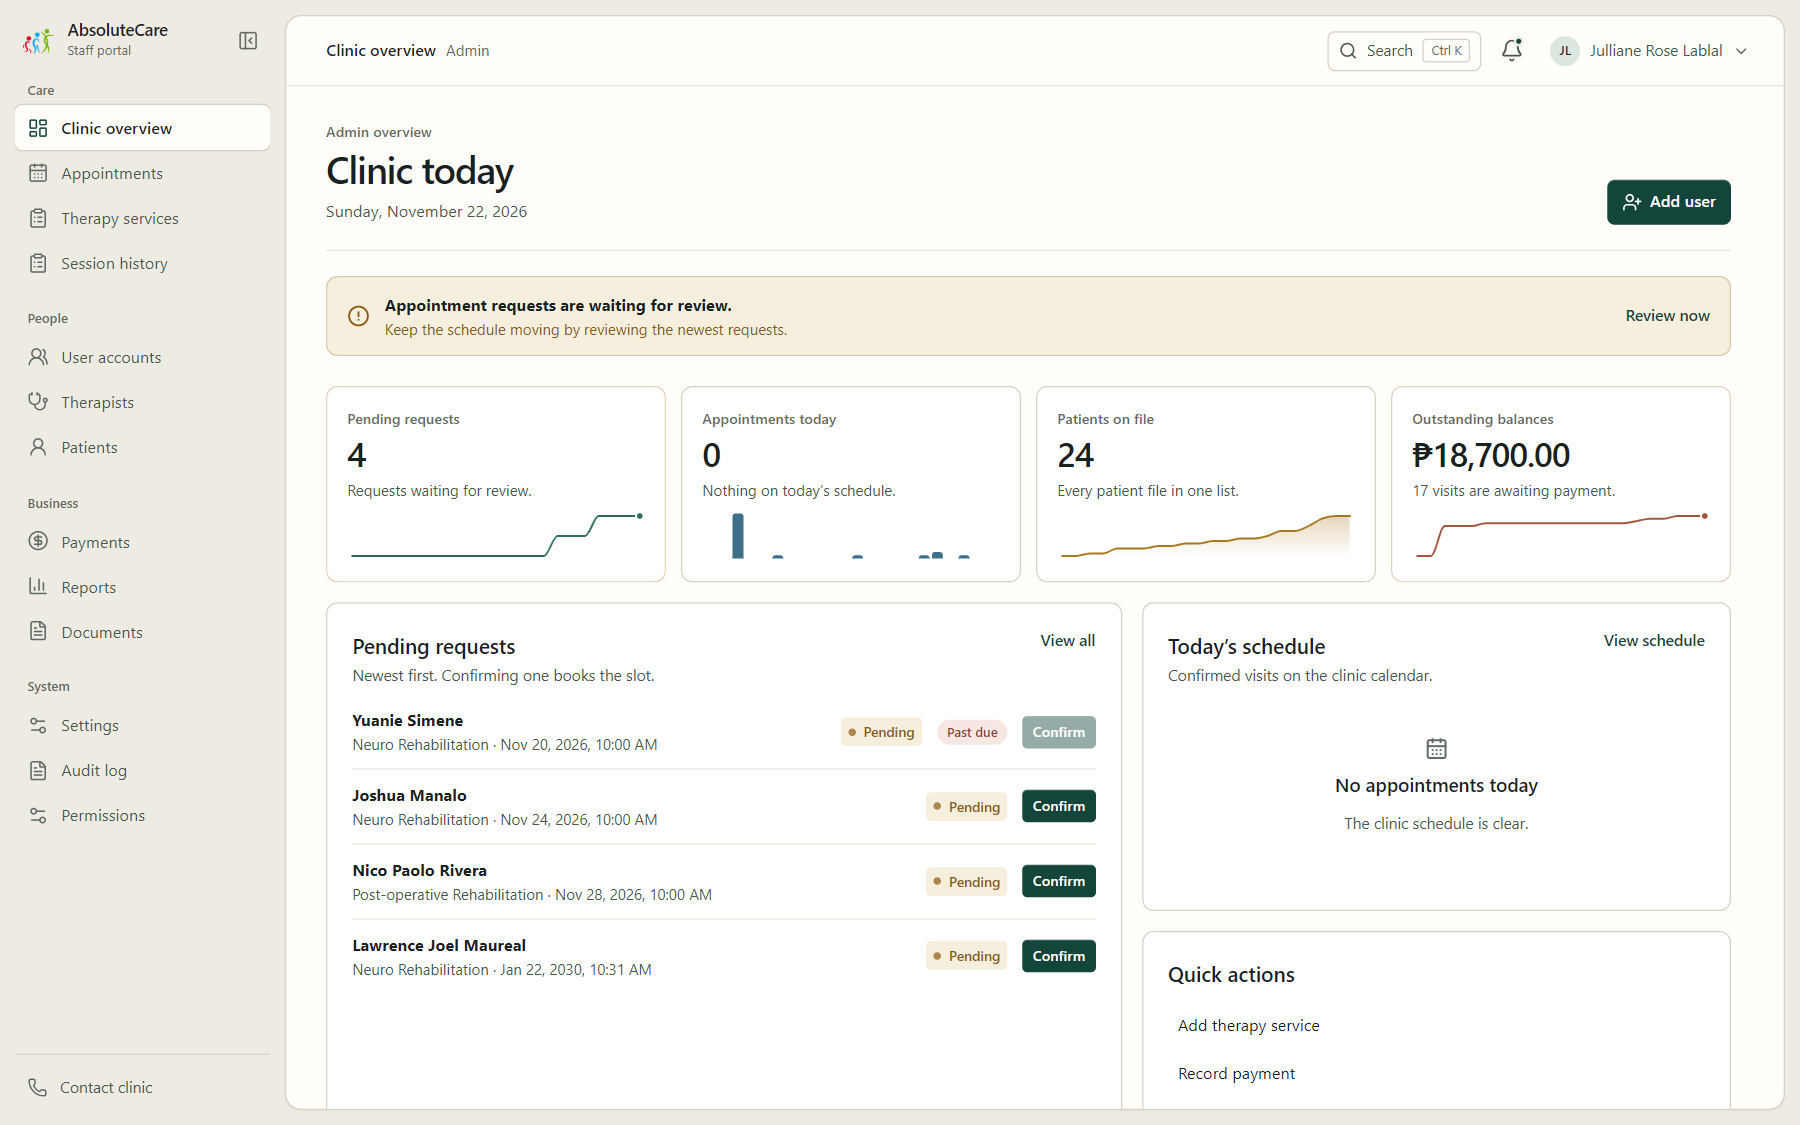 AbsoluteCare
Staff portal
Care
Clinic overview
Appointments
Therapy services
Session history
People
User accounts
Therapists
Patients
Business
Payments
Reports
Documents
System
Settings
Audit log
Permissions
Contact clinic
Clinic overview Admin
Search Ctrl K
JL Julliane Rose Lablal
Admin overview
Clinic today
Sunday, November 22, 2026
Add user
Appointment requests are waiting for review.
Keep the schedule moving by reviewing the newest requests.
Review now
Pending requests
4
Requests waiting for review.
Appointments today
0
Nothing on today’s schedule.
Patients on file
24
Every patient file in one list.
Outstanding balances
₱18,700.00
17 visits are awaiting payment.
Pending requests
View all
Newest first. Confirming one books the slot.
Yuanie Simene
Neuro Rehabilitation · Nov 20, 2026, 10:00 AM
Pending Past due Confirm
Joshua Manalo
Neuro Rehabilitation · Nov 24, 2026, 10:00 AM
Pending Confirm
Nico Paolo Rivera
Post-operative Rehabilitation · Nov 28, 2026, 10:00 AM
Pending Confirm
Lawrence Joel Maureal
Neuro Rehabilitation · Jan 22, 2030, 10:31 AM
Pending Confirm
Today’s schedule
View schedule
Confirmed visits on the clinic calendar.
No appointments today
The clinic schedule is clear.
Quick actions
Add therapy service
Record payment